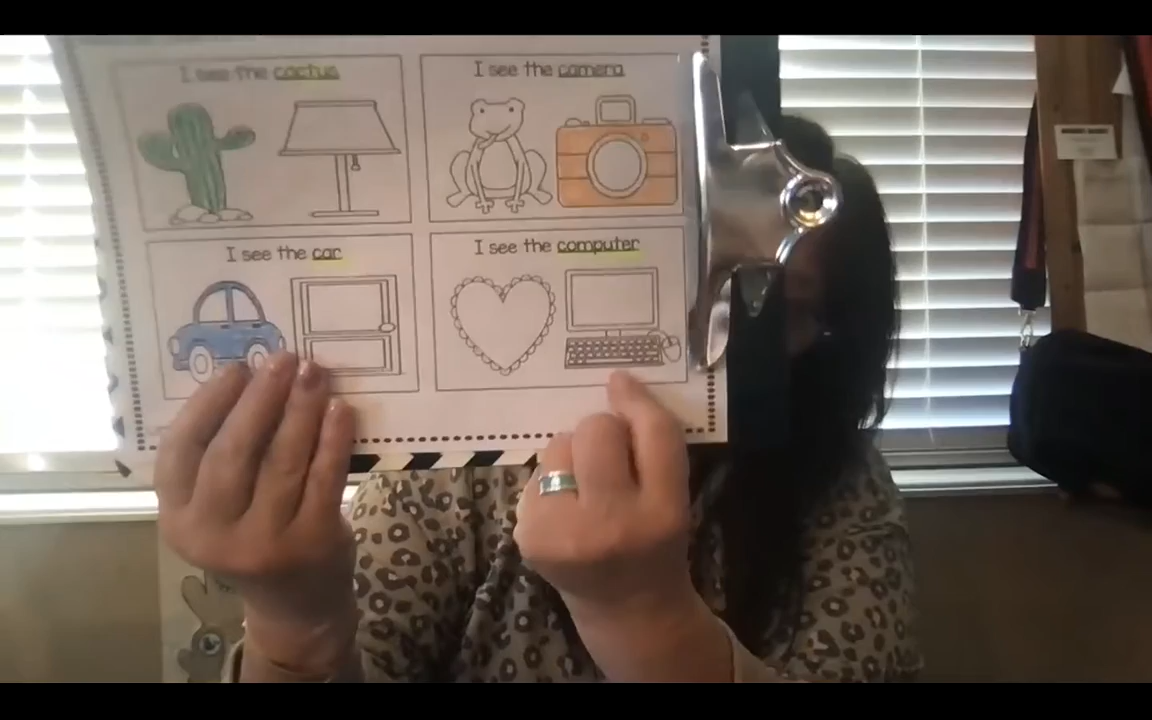 I see the cactus
I see the camera
I see the car
I see the computer